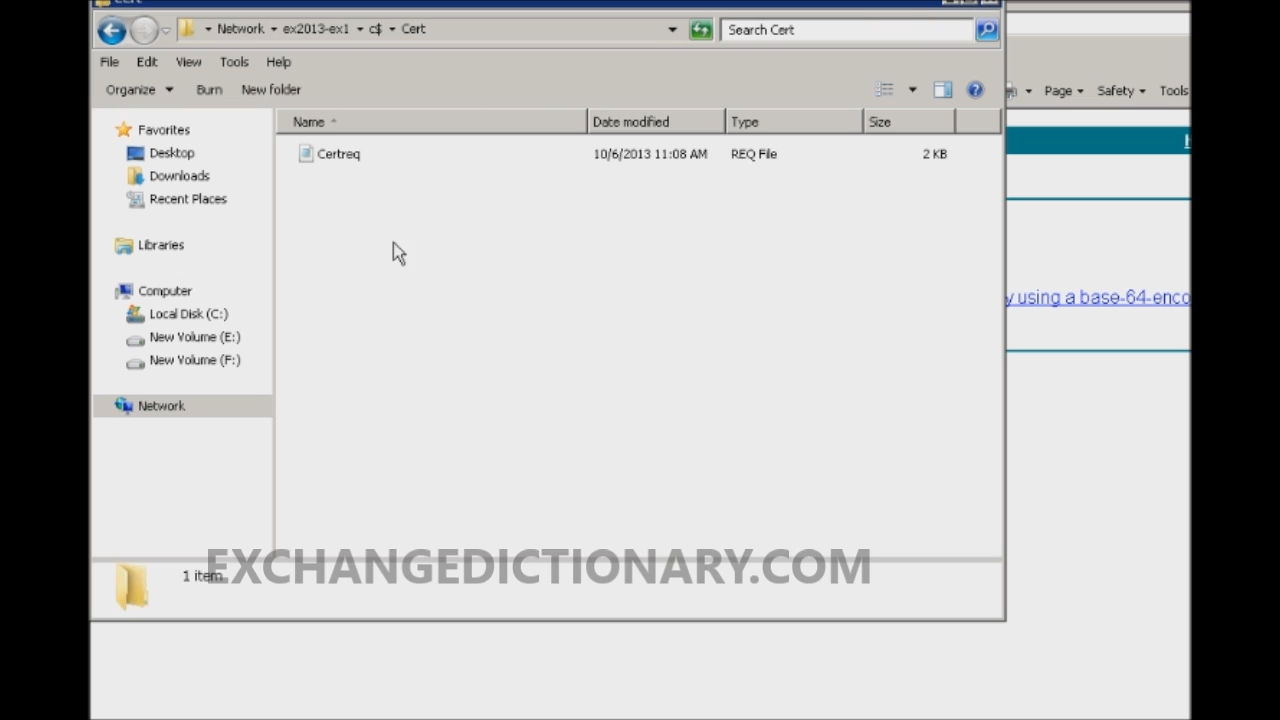 Network ex2013-ex1 c$ Cert
Search Cert
File Edit View Tools Help
Organize Burn New folder
Page Safety Tools
Name Date modified Type Size
Favorites
Certreq 10/6/2013 11:08 AM REQ File 2 KB
Desktop
Downloads
Recent Places
Libraries
Computer
y using a base-64-enco
Local Disk (C:)
New Volume (E:)
New Volume (F:)
Network
EXCHANGEDICTIONARY.COM
1 item